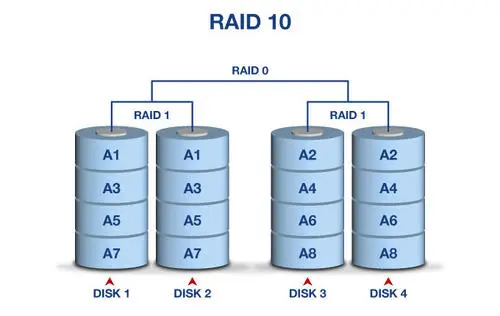 RAID 10
RAID 0
RAID 1 RAID 1
A1 A1 A2 A2
A3 A3 A4 A4
A5 A5 A6 A6
A7 A7 A8 A8
DISK 1 DISK 2 DISK 3 DISK 4